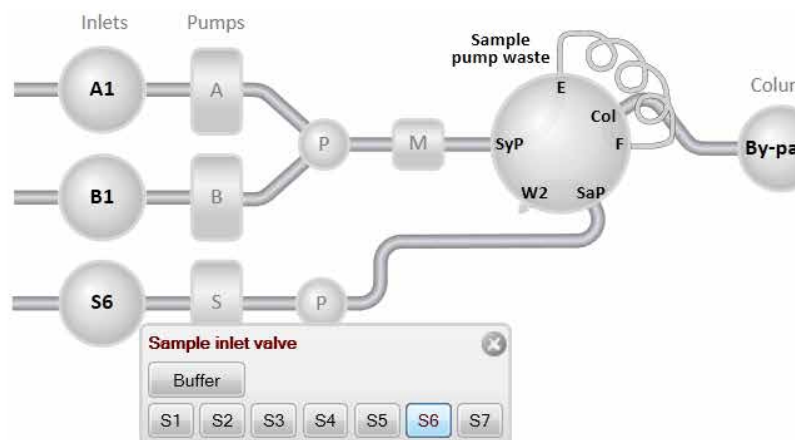 Inlets Pumps
Sample
pump waste
A1 A
E
Colur
Col
P M SyP F By-pa
B1 B W2 SaP
S6 S P
Sample inlet valve
Buffer
S1 S2 S3 S4 S5 S6 S7